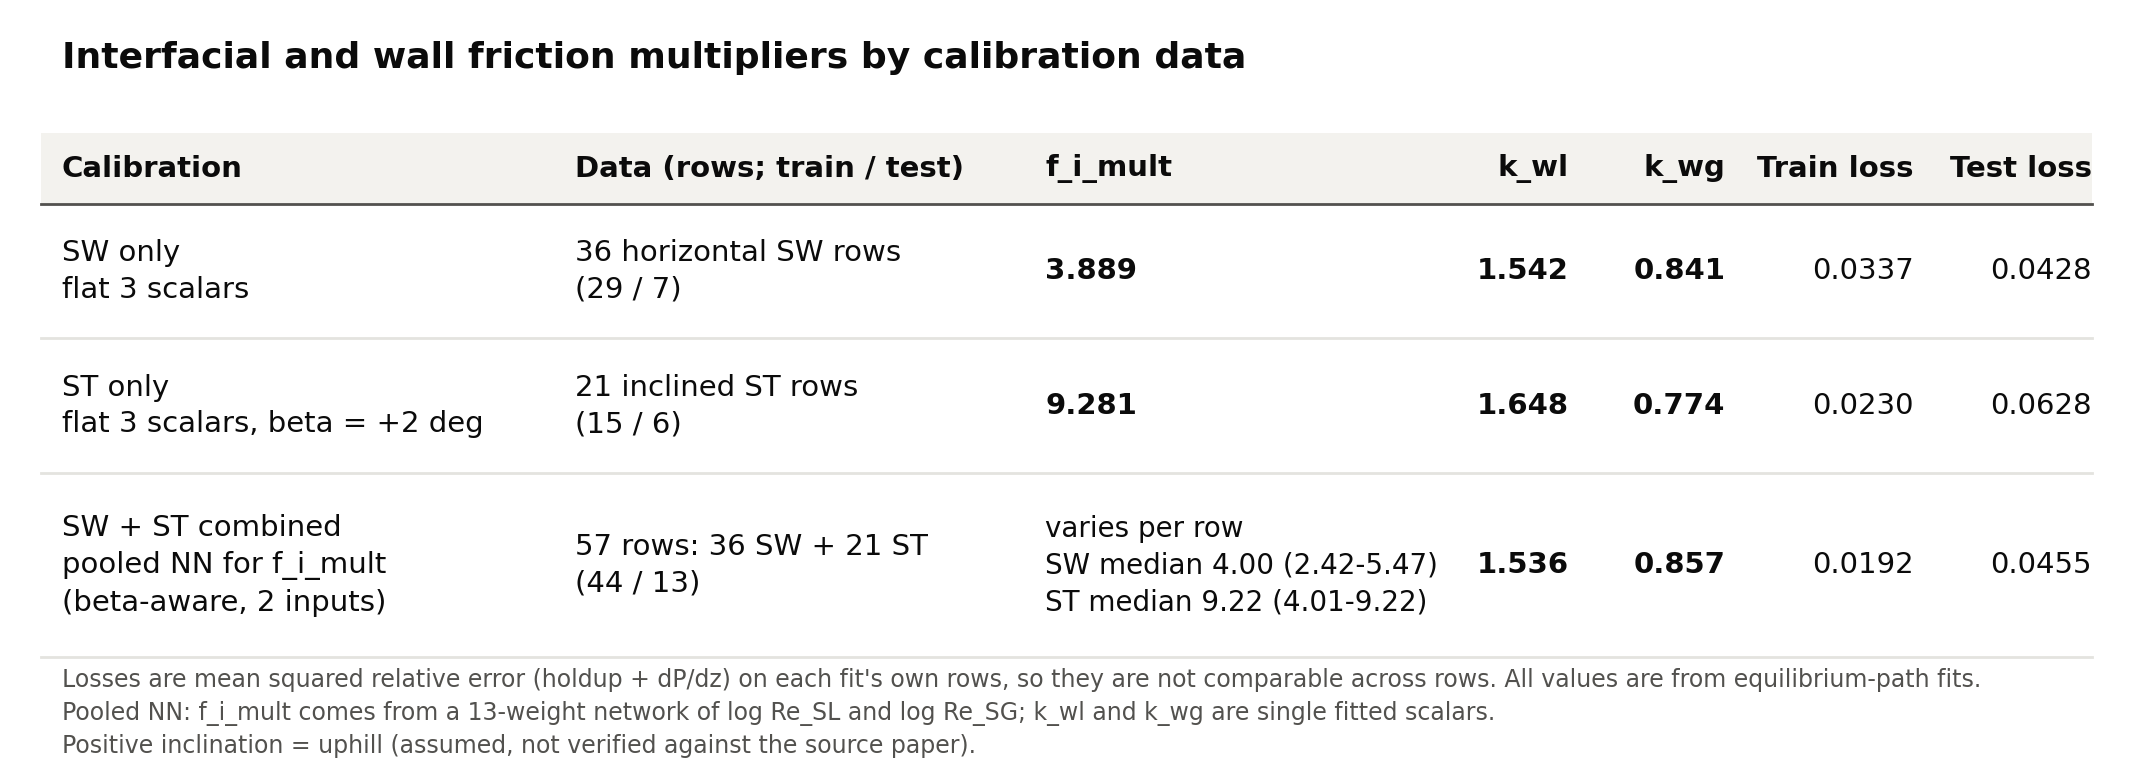 Interfacial and wall friction multipliers by calibration data
Calibration Data (rows; train / test) f_i_mult k_wl k_wg Train loss Test loss
SW only
flat 3 scalars
36 horizontal SW rows
(29 / 7)
3.889 1.542 0.841 0.0337 0.0428
ST only
flat 3 scalars, beta = +2 deg
21 inclined ST rows
(15 / 6)
9.281 1.648 0.774 0.0230 0.0628
SW + ST combined
pooled NN for f_i_mult
(beta-aware, 2 inputs)
57 rows: 36 SW + 21 ST
(44 / 13)
varies per row
SW median 4.00 (2.42-5.47)
ST median 9.22 (4.01-9.22)
1.536 0.857 0.0192 0.0455
Losses are mean squared relative error (holdup + dP/dz) on each fit's own rows, so they are not comparable across rows. All values are from equilibrium-path fits.
Pooled NN: f_i_mult comes from a 13-weight network of log Re_SL and log Re_SG; k_wl and k_wg are single fitted scalars.
Positive inclination = uphill (assumed, not verified against the source paper).